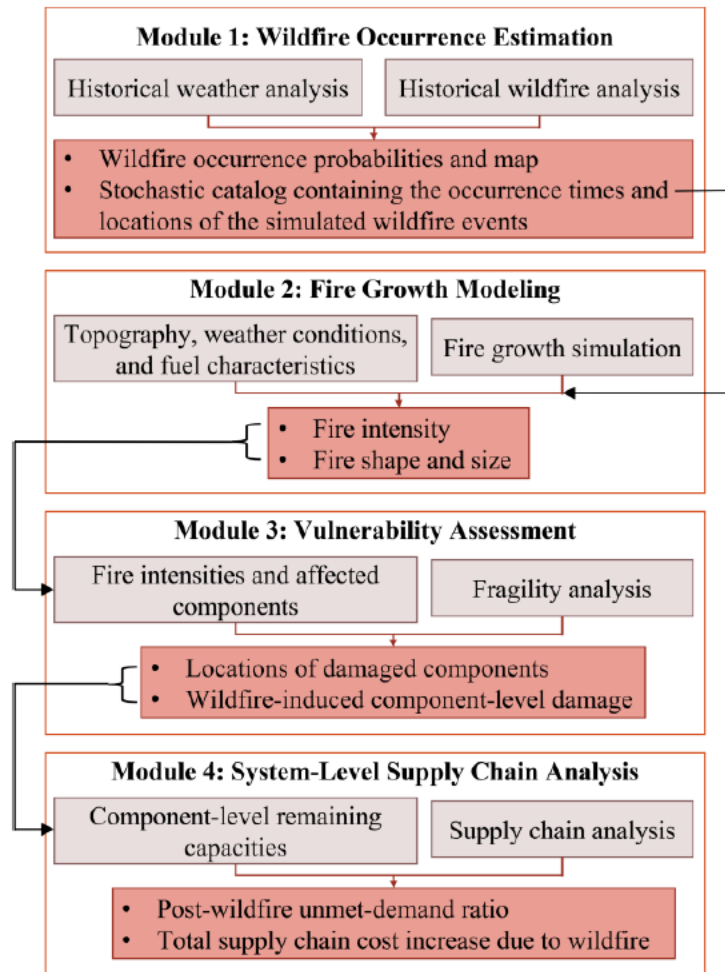 Module 1: Wildfire Occurrence Estimation
Historical weather analysis
Historical wildfire analysis
• Wildfire occurrence probabilities and map
• Stochastic catalog containing the occurrence times and
locations of the simulated wildfire events
Module 2: Fire Growth Modeling
Topography, weather conditions,
and fuel characteristics
Fire growth simulation
• Fire intensity
• Fire shape and size
Module 3: Vulnerability Assessment
Fire intensities and affected
components
Fragility analysis
• Locations of damaged components
• Wildfire-induced component-level damage
Module 4: System-Level Supply Chain Analysis
Component-level remaining
capacities
Supply chain analysis
• Post-wildfire unmet-demand ratio
• Total supply chain cost increase due to wildfire